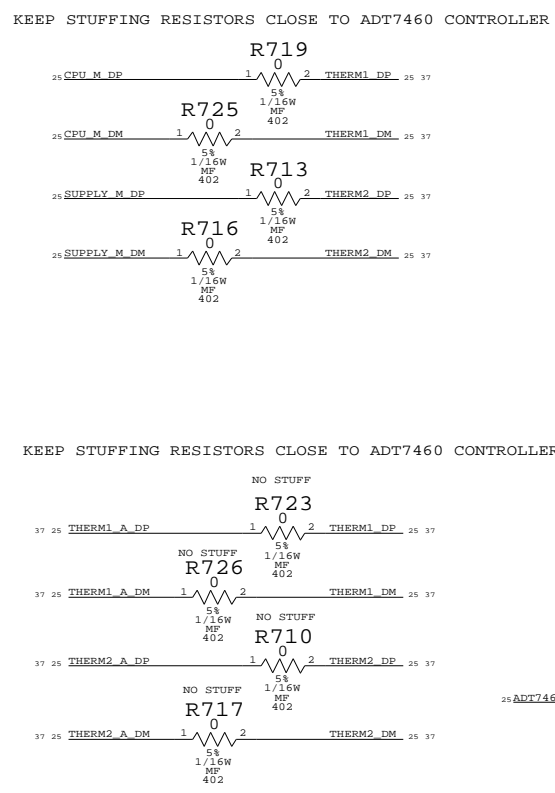 KEEP STUFFING RESISTORS CLOSE TO ADT7460 CONTROLLER
R719
0
25 CPU_M_DP 1 2 THERM1_DP 25 37
5%
1/16W
MF
402
R725
0
25 CPU_M_DM 1 2 THERM1_DM 25 37
5%
1/16W
MF
402
R713
0
25 SUPPLY_M_DP 1 2 THERM2_DP 25 37
5%
1/16W
MF
402
R716
0
25 SUPPLY_M_DM 1 2 THERM2_DM 25 37
5%
1/16W
MF
402
KEEP STUFFING RESISTORS CLOSE TO ADT7460 CONTROLLER
NO STUFF
R723
0
37 25 THERM1_A_DP 1 2 THERM1_DP 25 37
5%
1/16W
MF
402
NO STUFF
R726
0
37 25 THERM1_A_DM 1 2 THERM1_DM 25 37
5%
1/16W
MF
402
NO STUFF
R710
0
37 25 THERM2_A_DP 1 2 THERM2_DP 25 37
5%
1/16W
MF
402
NO STUFF
R717
0
37 25 THERM2_A_DM 1 2 THERM2_DM 25 37
5%
1/16W
MF
402
25 ADT746